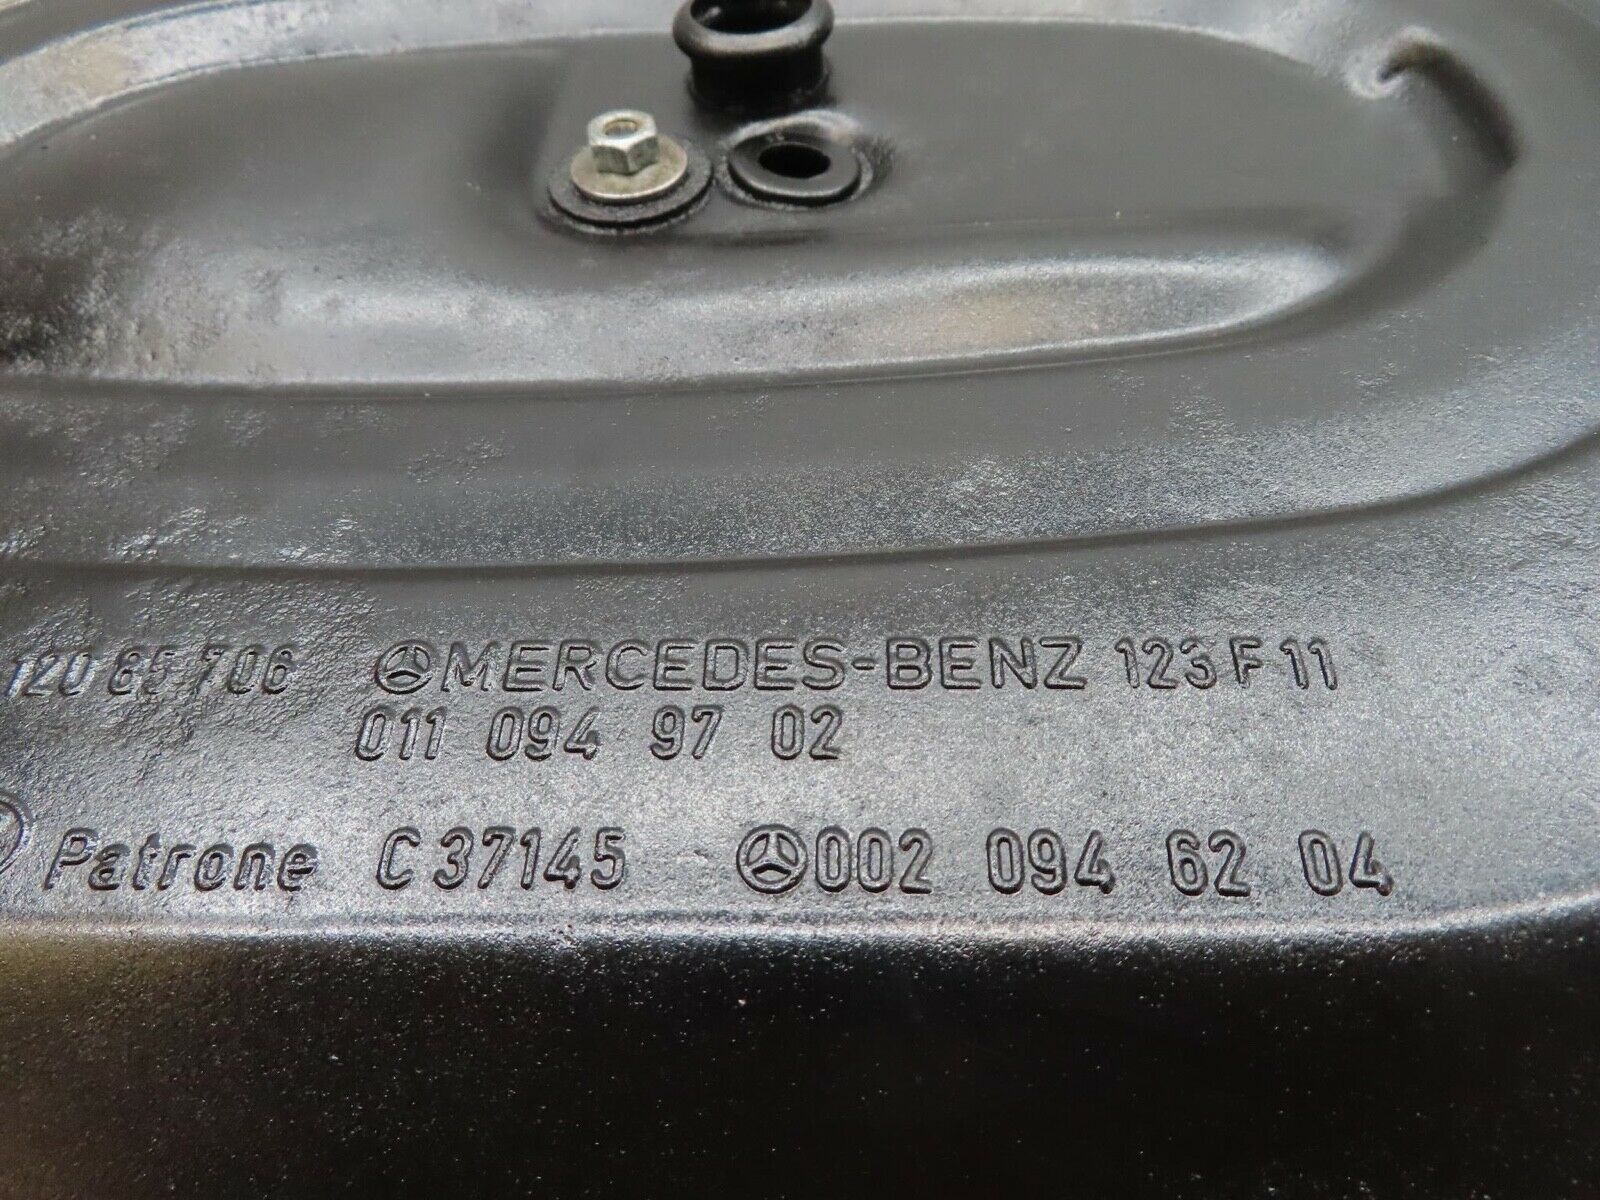 120 85 706 MERCEDES-BENZ 123 F 11
011 094 97 02
Patrone C 37145 002 094 62 04